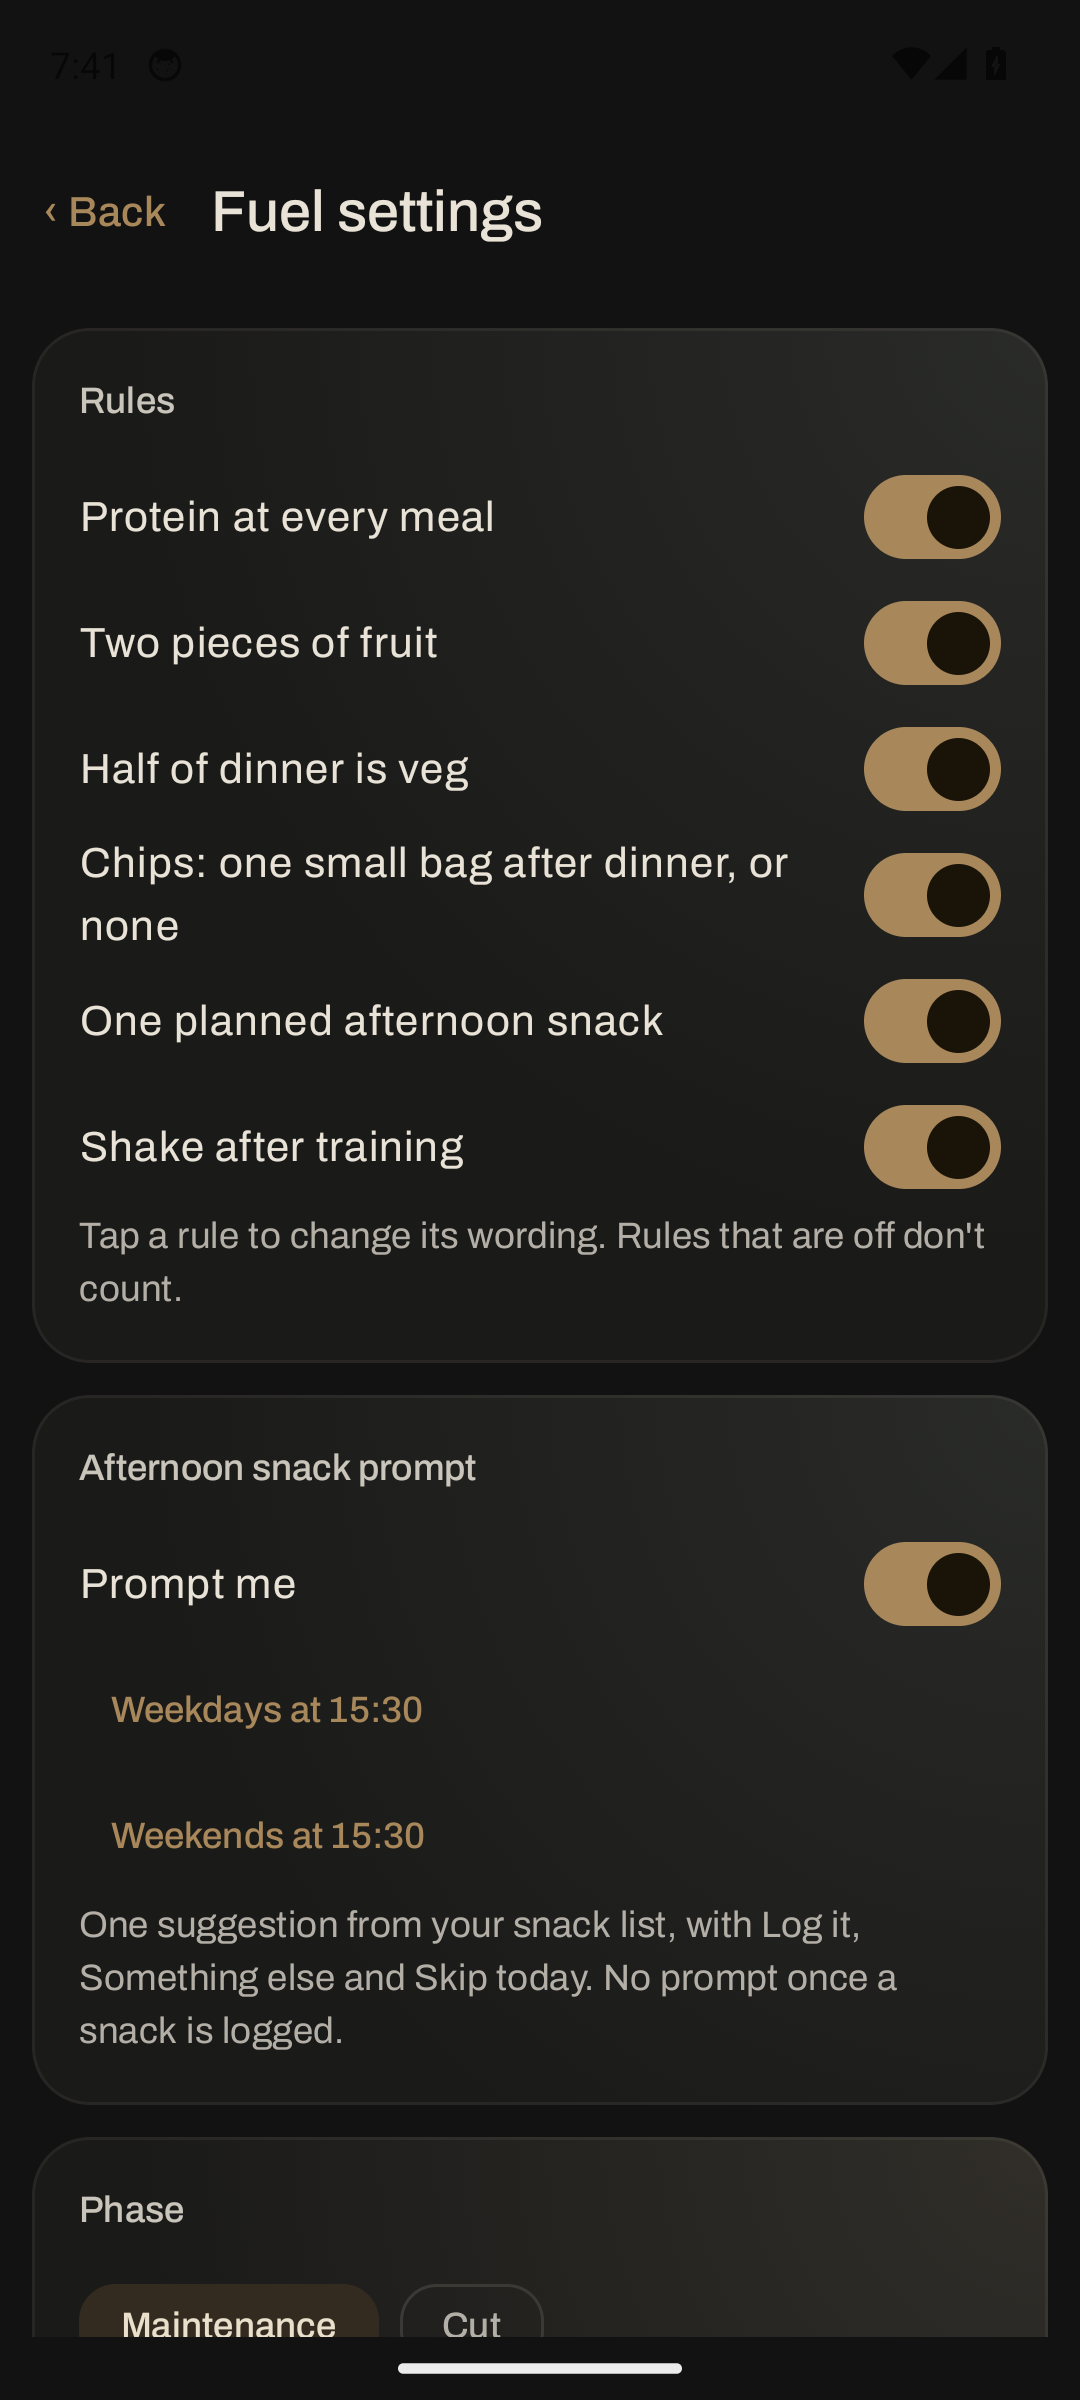 7:41
‹ Back Fuel settings
Rules
Protein at every meal
Two pieces of fruit
Half of dinner is veg
Chips: one small bag after dinner, or
none
One planned afternoon snack
Shake after training
Tap a rule to change its wording. Rules that are off don't
count.
Afternoon snack prompt
Prompt me
Weekdays at 15:30
Weekends at 15:30
One suggestion from your snack list, with Log it,
Something else and Skip today. No prompt once a
snack is logged.
Phase
Maintenance Cut